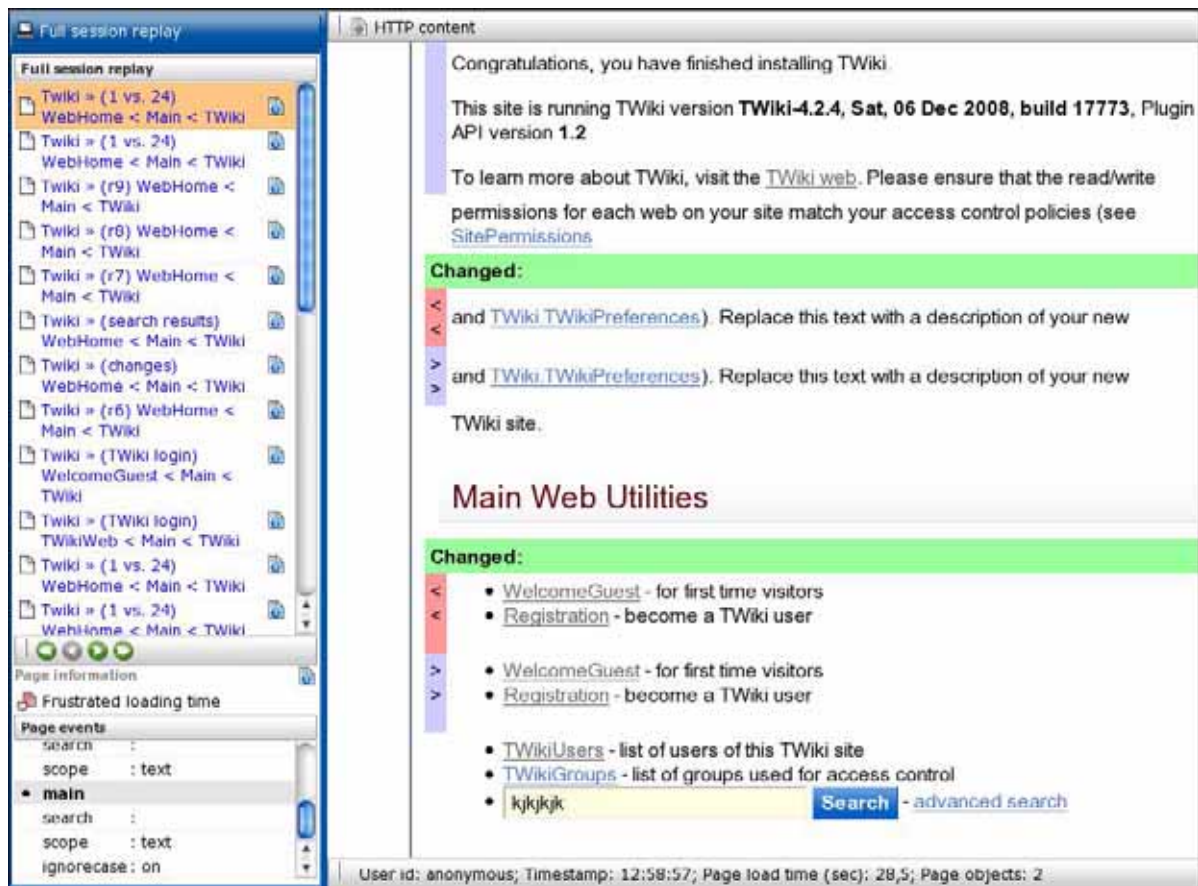 Full session replay
Full session replay
Twiki » (1 vs. 24)
WebHome < Main < TWiki
Twiki » (1 vs. 24)
WebHome < Main < TWiki
Twiki » (r9) WebHome <
Main < TWiki
Twiki » (r8) WebHome <
Main < TWiki
Twiki » (r7) WebHome <
Main < TWiki
Twiki » (search results)
WebHome < Main < TWiki
Twiki » (changes)
WebHome < Main < TWiki
Twiki » (r6) WebHome <
Main < TWiki
Twiki » (TWiki login)
WelcomeGuest < Main <
TWiki
Twiki » (TWiki login)
TWikiWeb < Main < TWiki
Twiki » (1 vs. 24)
WebHome < Main < TWiki
Twiki » (1 vs. 24)
WebHome < Main < TWiki
Page information
Frustrated loading time
Page events
search :
scope : text
• main
search :
scope : text
ignorecase : on
HTTP content
Congratulations, you have finished installing TWiki.
This site is running TWiki version TWiki-4.2.4, Sat, 06 Dec 2008, build 17773, Plugin
API version 1.2
To learn more about TWiki, visit the TWiki web. Please ensure that the read/write
permissions for each web on your site match your access control policies (see
SitePermissions
Changed:
<
< and TWiki.TWikiPreferences). Replace this text with a description of your new
>
> and TWiki.TWikiPreferences). Replace this text with a description of your new
TWiki site.
Main Web Utilities
Changed:
< • WelcomeGuest - for first time visitors
< • Registration - become a TWiki user
> • WelcomeGuest - for first time visitors
> • Registration - become a TWiki user
• TWikiUsers - list of users of this TWiki site
• TWikiGroups - list of groups used for access control
• kjkjkjk Search - advanced search
User id: anonymous; Timestamp: 12:58:57; Page load time (sec): 28,5; Page objects: 2